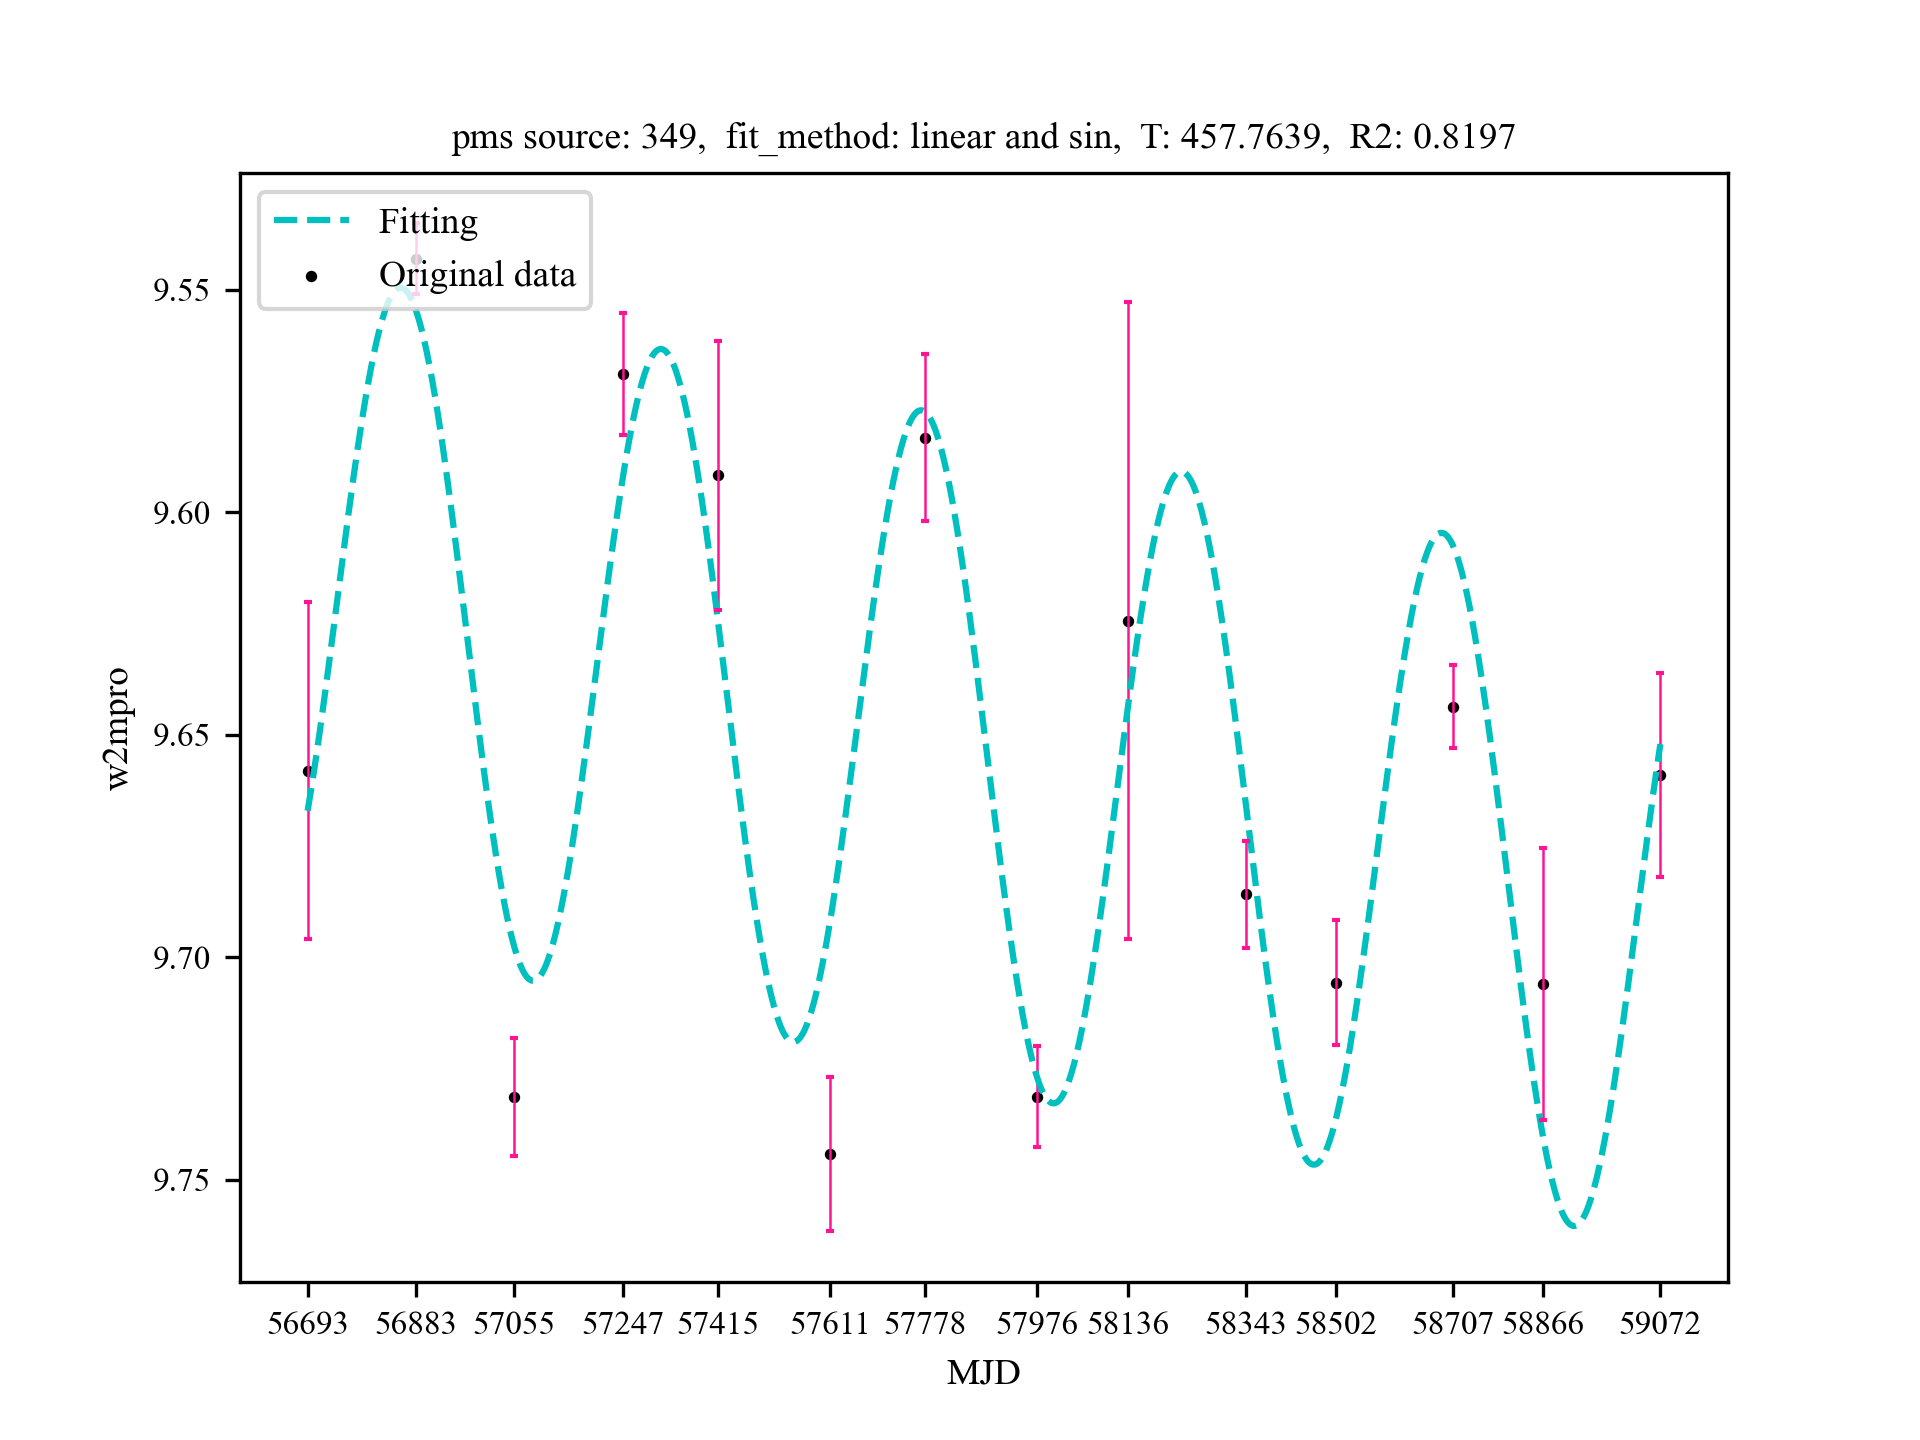 pms source: 349,  fit_method: linear and sin,  T: 457.7639,  R2: 0.8197
Fitting
Original data
9.55
9.60
9.65
9.70
9.75
w2mpro
56693 56883 57055 57247 57415 57611 57778 57976 58136 58343 58502 58707 58866 59072
MJD